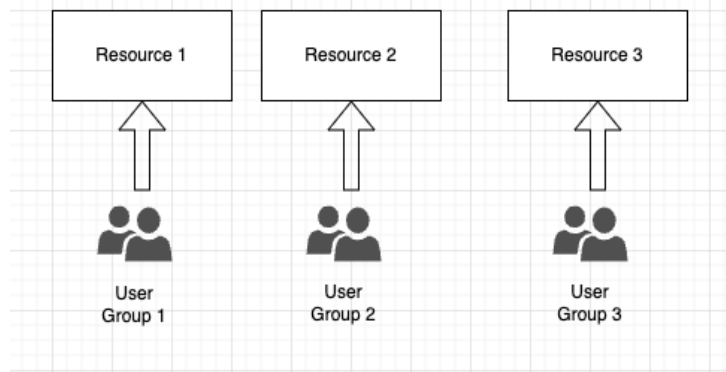 Resource 1
Resource 2
Resource 3
User
Group 1
User
Group 2
User
Group 3